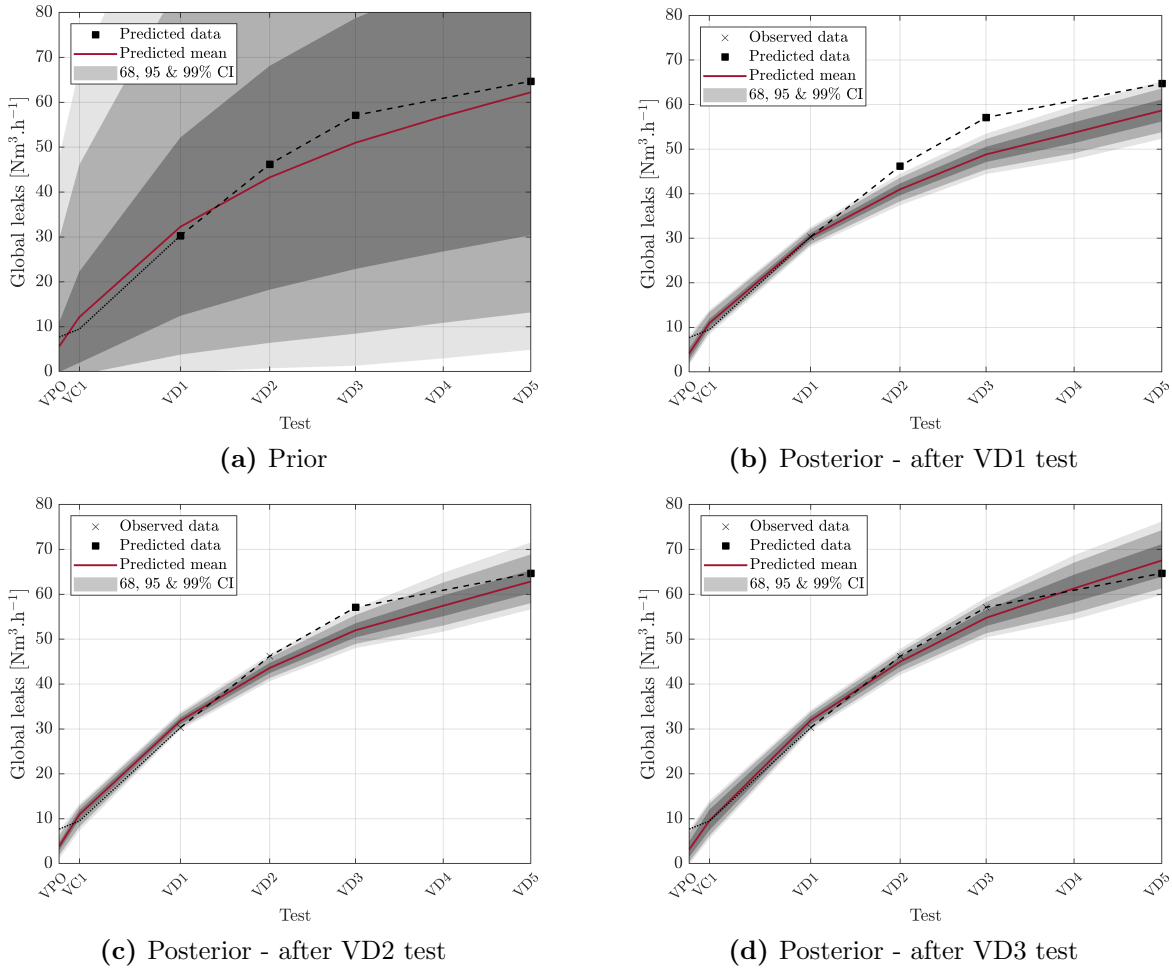 80
70
60
50
40
30
20
10
0
Global leaks [Nm³.h⁻¹]
Predicted data
Predicted mean
68, 95 & 99% CI
VPO
VC1
VD1
VD2
VD3
VD4
VD5
Test
(a) Prior
80
70
60
50
40
30
20
10
0
Global leaks [Nm³.h⁻¹]
Observed data
Predicted data
Predicted mean
68, 95 & 99% CI
VPO
VC1
VD1
VD2
VD3
VD4
VD5
Test
(b) Posterior - after VD1 test
80
70
60
50
40
30
20
10
0
Global leaks [Nm³.h⁻¹]
Observed data
Predicted data
Predicted mean
68, 95 & 99% CI
VPO
VC1
VD1
VD2
VD3
VD4
VD5
Test
(c) Posterior - after VD2 test
80
70
60
50
40
30
20
10
0
Global leaks [Nm³.h⁻¹]
Observed data
Predicted data
Predicted mean
68, 95 & 99% CI
VPO
VC1
VD1
VD2
VD3
VD4
VD5
Test
(d) Posterior - after VD3 test